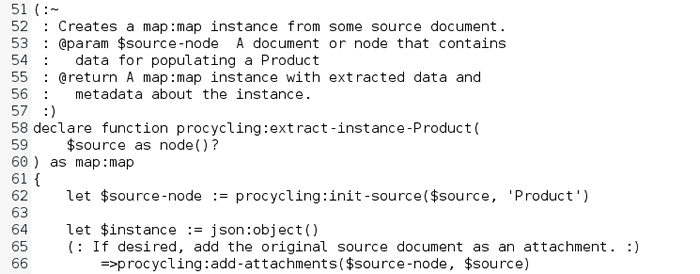 51 (:~
52  : Creates a map:map instance from some source document.
53  : @param $source-node  A document or node that contains
54  :   data for populating a Product
55  : @return A map:map instance with extracted data and
56  :   metadata about the instance.
57  :)
58 declare function procycling:extract-instance-Product(
59     $source as node()?
60 ) as map:map
61 {
62     let $source-node := procycling:init-source($source, 'Product')
63
64     let $instance := json:object()
65     (: If desired, add the original source document as an attachment. :)
66         =>procycling:add-attachments($source-node, $source)